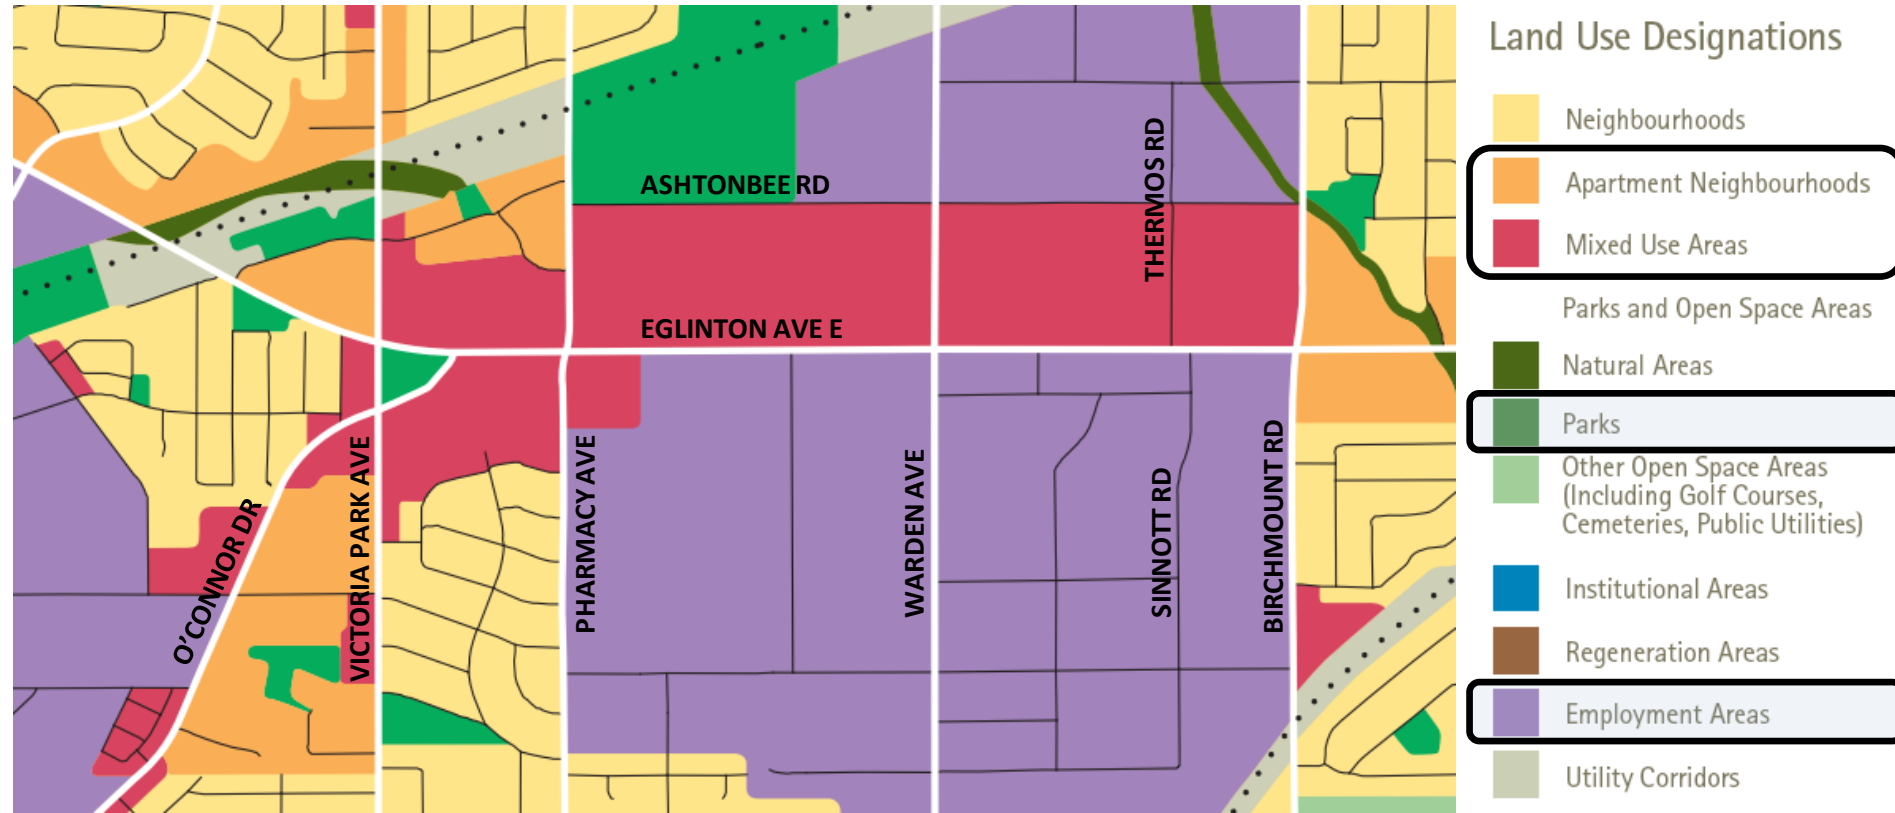 ASHTONBEE RD
THERMOS RD
EGLINTON AVE E
O'CONNOR DR
VICTORIA PARK AVE
PHARMACY AVE
WARDEN AVE
SINNOTT RD
BIRCHMOUNT RD
Land Use Designations
Neighbourhoods
Apartment Neighbourhoods
Mixed Use Areas
Parks and Open Space Areas
Natural Areas
Parks
Other Open Space Areas
(Including Golf Courses,
Cemeteries, Public Utilities)
Institutional Areas
Regeneration Areas
Employment Areas
Utility Corridors